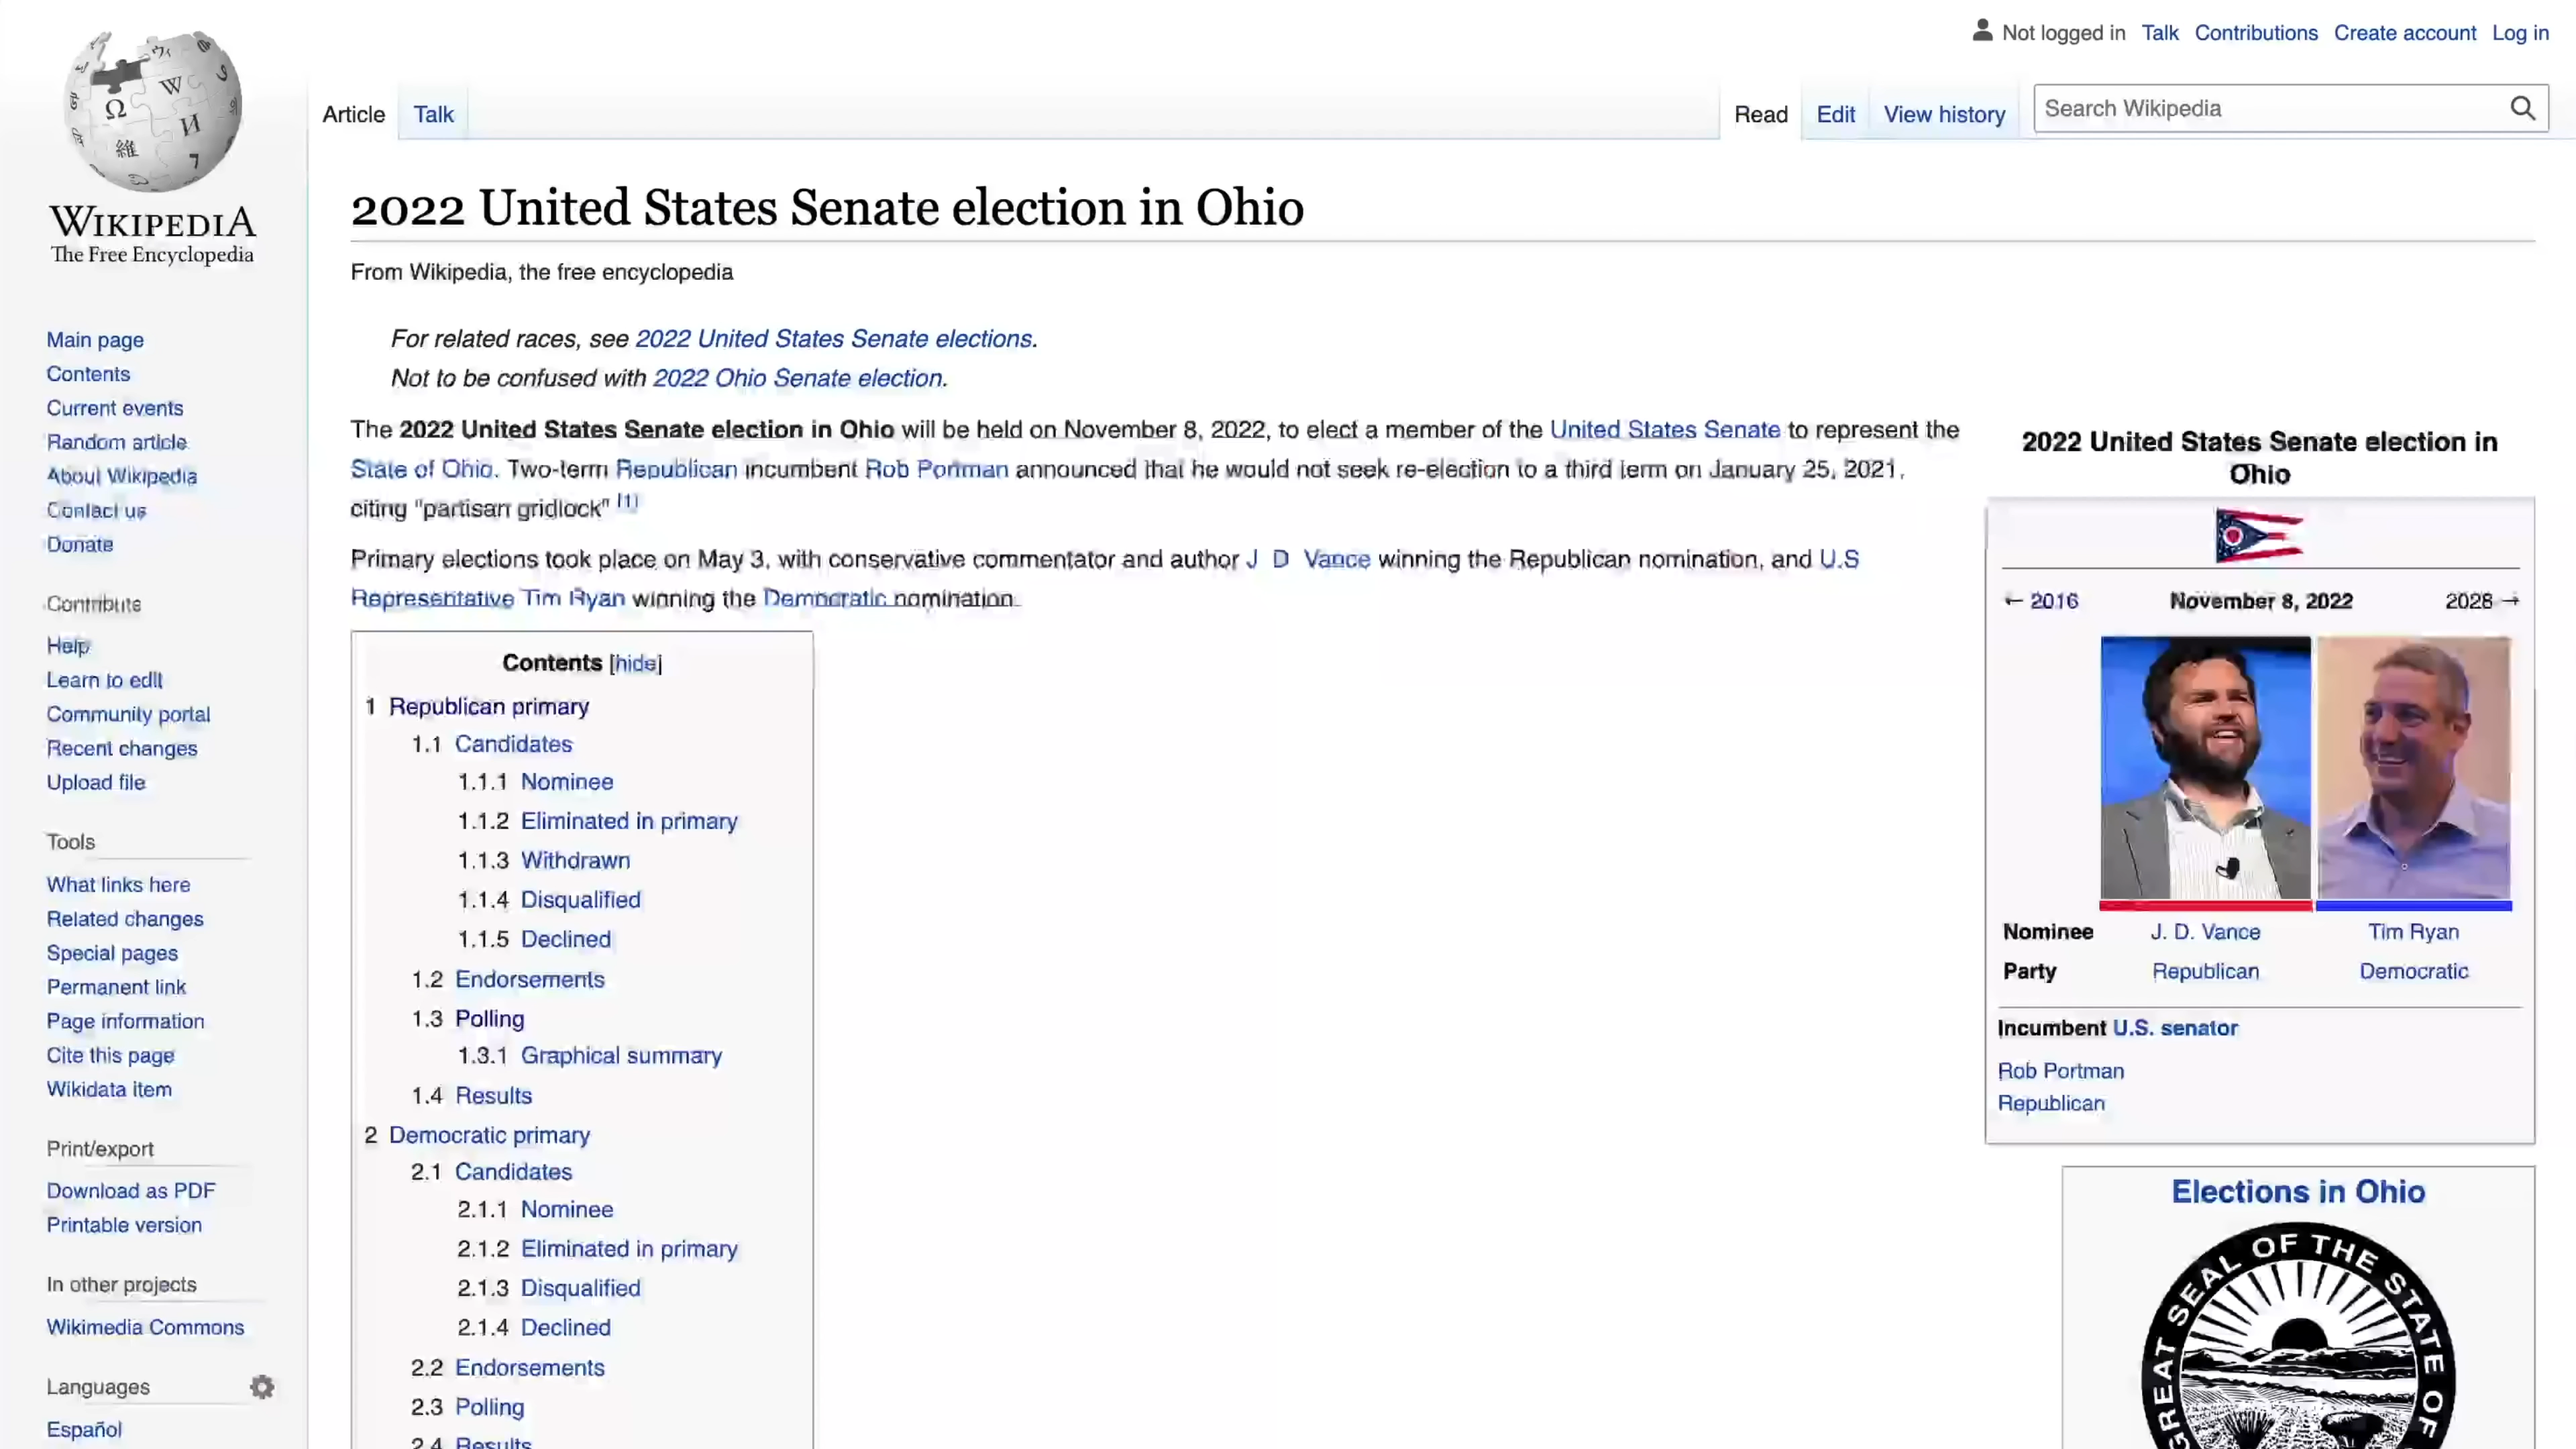 Not logged in Talk Contributions Create account Log in
Article Talk Read Edit View history Search Wikipedia
WIKIPEDIA
The Free Encyclopedia
Main page
Contents
Current events
Random article
About Wikipedia
Contact us
Donate
Contribute
Help
Learn to edit
Community portal
Recent changes
Upload file
Tools
What links here
Related changes
Special pages
Permanent link
Page information
Cite this page
Wikidata item
Print/export
Download as PDF
Printable version
In other projects
Wikimedia Commons
Languages
Español
2022 United States Senate election in Ohio
From Wikipedia, the free encyclopedia
For related races, see 2022 United States Senate elections.
Not to be confused with 2022 Ohio Senate election.
The 2022 United States Senate election in Ohio will be held on November 8, 2022, to elect a member of the United States Senate to represent the
State of Ohio. Two-term Republican incumbent Rob Portman announced that he would not seek re-election to a third term on January 25, 2021,
citing "partisan gridlock" [1]
Primary elections took place on May 3, with conservative commentator and author J D Vance winning the Republican nomination, and U.S
Representative Tim Ryan winning the Democratic nomination.
Contents [hide]
1 Republican primary
1.1 Candidates
1.1.1 Nominee
1.1.2 Eliminated in primary
1.1.3 Withdrawn
1.1.4 Disqualified
1.1.5 Declined
1.2 Endorsements
1.3 Polling
1.3.1 Graphical summary
1.4 Results
2 Democratic primary
2.1 Candidates
2.1.1 Nominee
2.1.2 Eliminated in primary
2.1.3 Disqualified
2.1.4 Declined
2.2 Endorsements
2.3 Polling
2.4 Results
2022 United States Senate election in
Ohio
← 2016 November 8, 2022 2028 →
Nominee J. D. Vance Tim Ryan
Party Republican Democratic
Incumbent U.S. senator
Rob Portman
Republican
Elections in Ohio
GREAT SEAL OF THE STATE OF